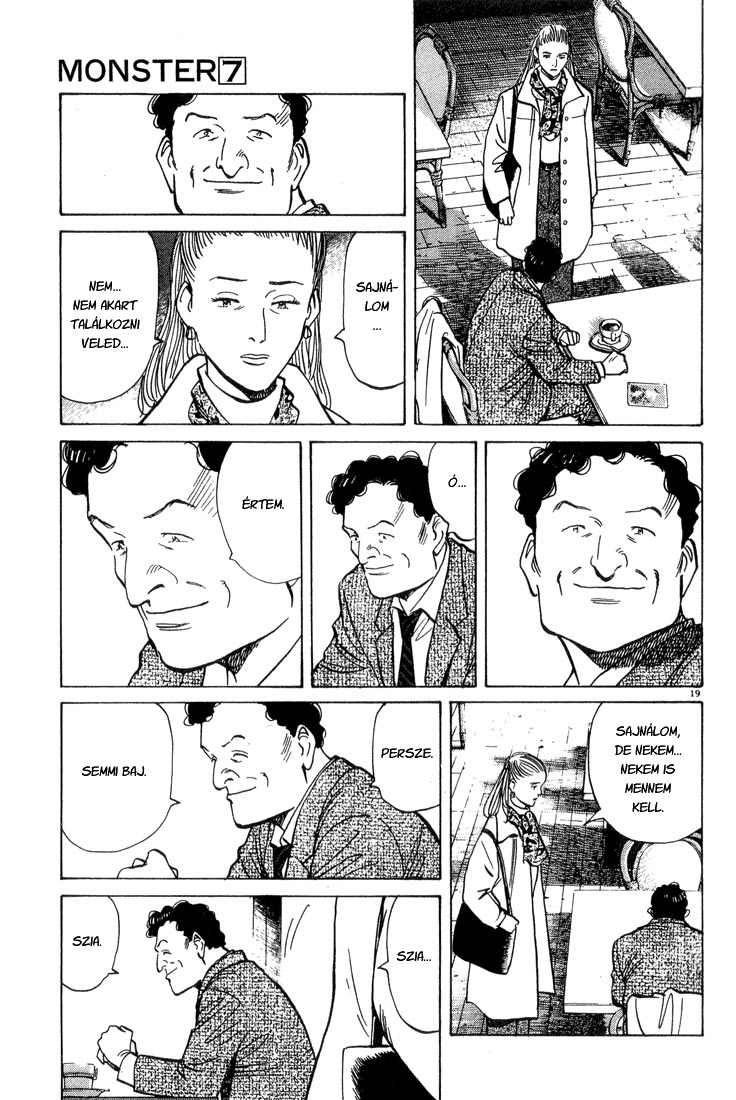 MONSTER 7
SAJNÁ-
LOM
...
NEM...
NEM AKART
TALÁLKOZNI
VELED...
Ó...
ÉRTEM.
19
SAJNÁLOM,
DE NEKEM...
NEKEM IS
MENNEM
KELL.
PERSZE.
SEMMI BAJ.
SZIA...
SZIA.